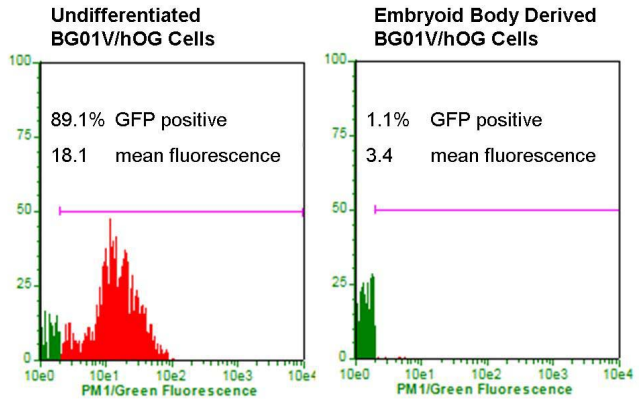 Undifferentiated
BG01V/hOG Cells
100
75
50
25
0
89.1% GFP positive
18.1 mean fluorescence
10e0 10e1 10e2 10e3 10e4
PM1/Green Fluorescence
Embryoid Body Derived
BG01V/hOG Cells
100
75
50
25
0
1.1% GFP positive
3.4 mean fluorescence
10e0 10e1 10e2 10e3 10e4
PM1/Green Fluorescence